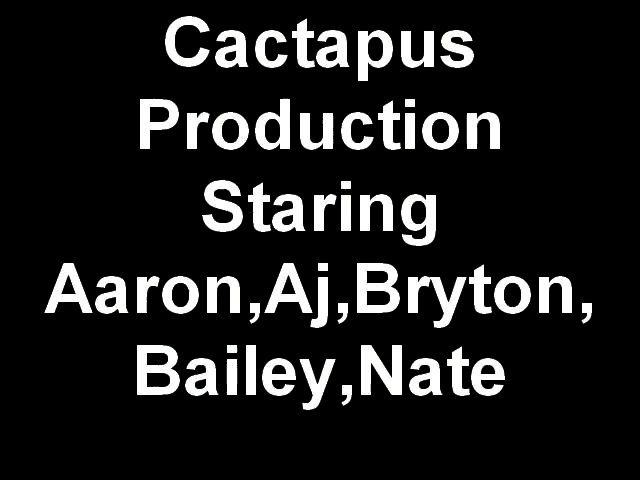 Cactapus
Production
Staring
Aaron,Aj,Bryton,
Bailey,Nate